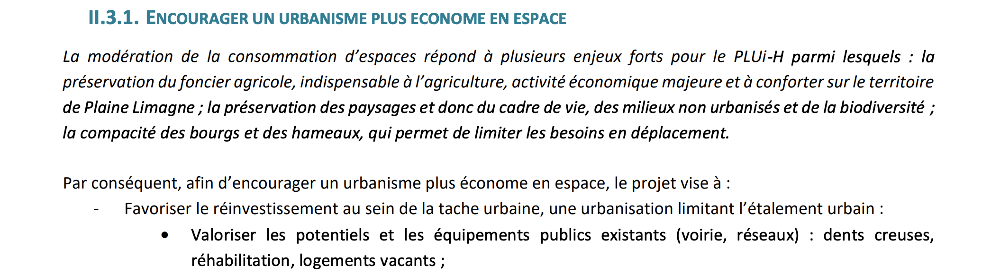 II.3.1. ENCOURAGER UN URBANISME PLUS ECONOME EN ESPACE
La modération de la consommation d’espaces répond à plusieurs enjeux forts pour le PLUi-H parmi lesquels : la
préservation du foncier agricole, indispensable à l’agriculture, activité économique majeure et à conforter sur le territoire
de Plaine Limagne ; la préservation des paysages et donc du cadre de vie, des milieux non urbanisés et de la biodiversité ;
la compacité des bourgs et des hameaux, qui permet de limiter les besoins en déplacement.
Par conséquent, afin d’encourager un urbanisme plus économe en espace, le projet vise à :
- Favoriser le réinvestissement au sein de la tache urbaine, une urbanisation limitant l’étalement urbain :
• Valoriser les potentiels et les équipements publics existants (voirie, réseaux) : dents creuses,
réhabilitation, logements vacants ;